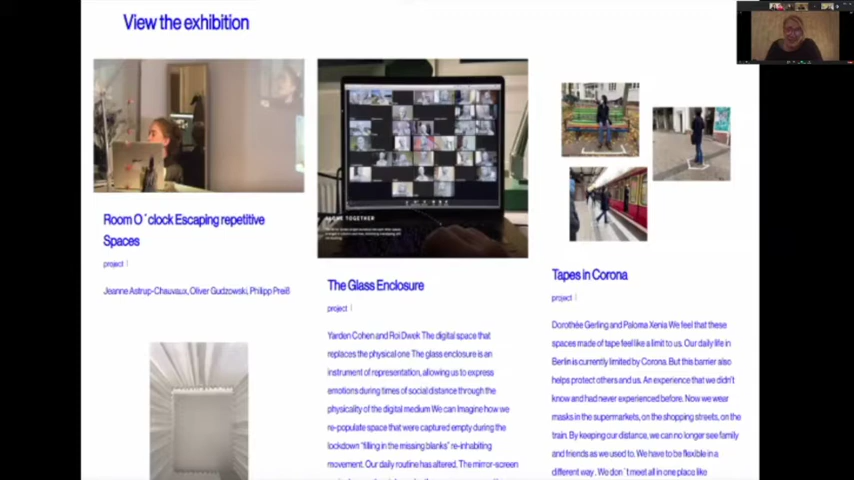 View the exhibition
Room O´clock Escaping repetitive
Spaces
project
Jeanne Astrup-Chauvaux, Oliver Gudzowski, Philipp Preiß
TOGETHER
The Glass Enclosure
project
Yarden Cohen and Roi Dwek The digital space that
replaces the physical one The glass enclosure is an
instrument of representation, allowing us to express
emotions during times of social distance through the
physicality of the digital medium We can Imagine how we
re-populate space that were captured empty during the
lockdown "filling in the missing blanks" re-inhabiting
movement. Our daily routine has altered. The mirror-screen
Tapes in Corona
project
Dorothée Gerling and Paloma Xenia We feel that these
spaces made of tape feel like a limit to us. Our daily life in
Berlin is currently limited by Corona. But this barrier also
helps protect others and us. An experience that we didn't
know and had never experienced before. Now we wear
masks in the supermarkets, on the shopping streets, on the
train. By keeping our distance, we can no longer see family
and friends as we used to. We have to be flexible in a
different way . We don´t meet all in one place like